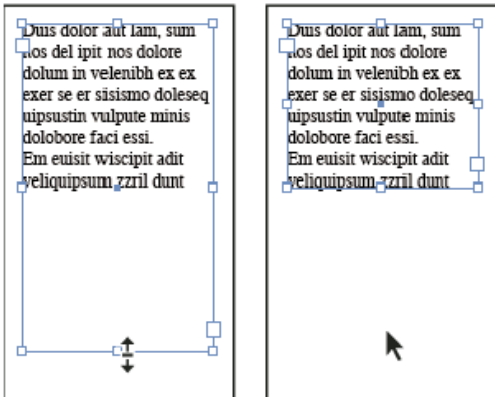 Duis dolor aut lam, sum
nos del ipit nos dolore
dolum in velenibh ex ex
exer se er sisismo doleseq
uipsustin vulpute minis
dolobore faci essi.
Em euisit wiscipit adit
veliquipsum zzril dunt
Duis dolor aut lam, sum
nos del ipit nos dolore
dolum in velenibh ex ex
exer se er sisismo doleseq
uipsustin vulpute minis
dolobore faci essi.
Em euisit wiscipit adit
veliquipsum zzril dunt